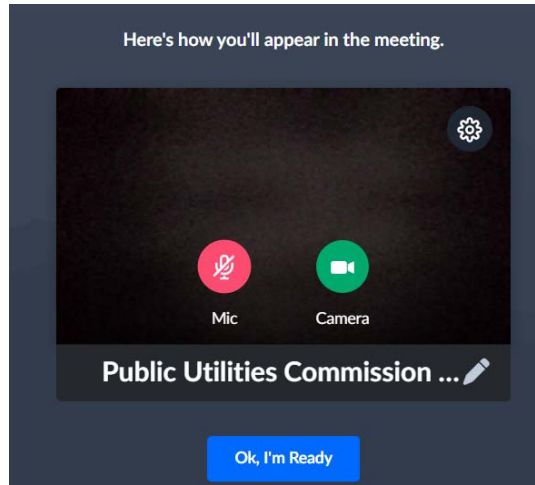 Here's how you'll appear in the meeting.
Mic Camera
Public Utilities Commission ...
Ok, I'm Ready